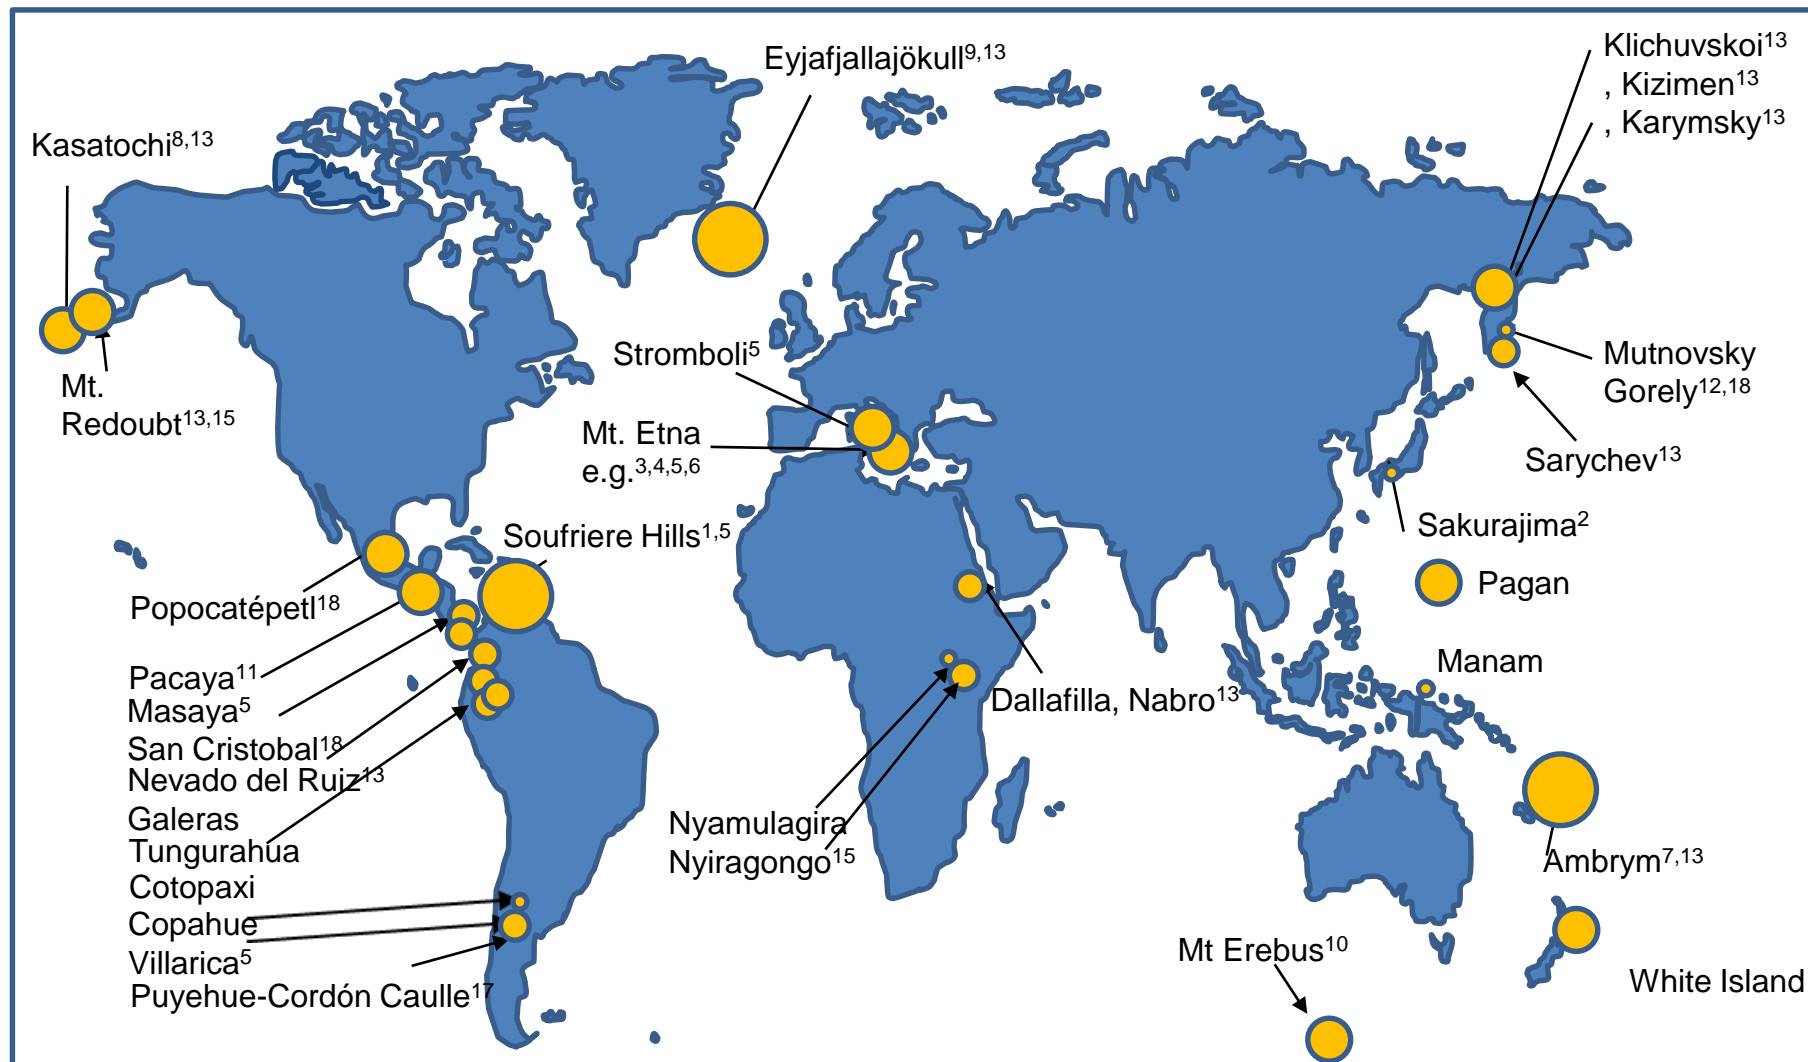 Eyjafjallajökull9,13
Klichuvskoi13
, Kizimen13
, Karymsky13
Kasatochi8,13
Mt.
Redoubt13,15
Stromboli5
Mt. Etna
e.g.3,4,5,6
Mutnovsky
Gorely12,18
Sarychev13
Sakurajima2
Soufriere Hills1,5
Pagan
Popocatépetl18
Pacaya11
Masaya5
San Cristobal18
Nevado del Ruiz13
Galeras
Tungurahua
Cotopaxi
Copahue
Villarica5
Puyehue-Cordón Caulle17
Dallafilla, Nabro13
Manam
Nyamulagira
Nyiragongo15
Ambrym7,13
Mt Erebus10
White Island